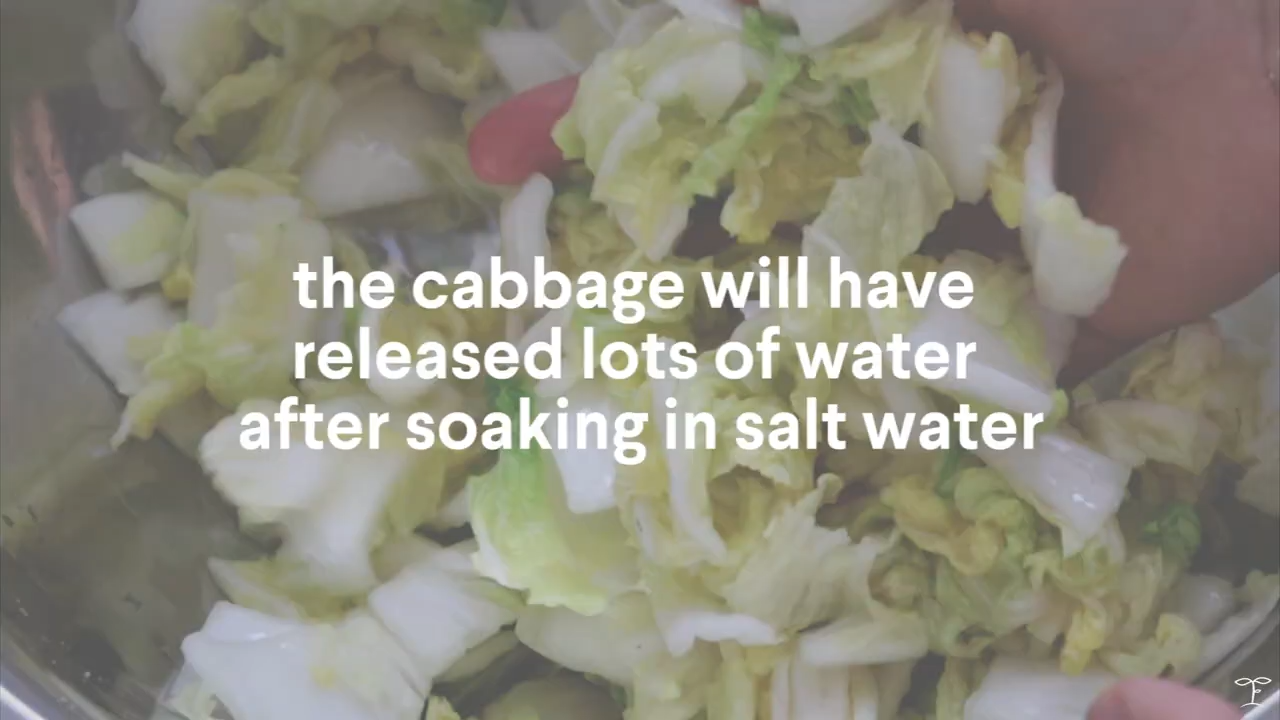 the cabbage will have
released lots of water
after soaking in salt water